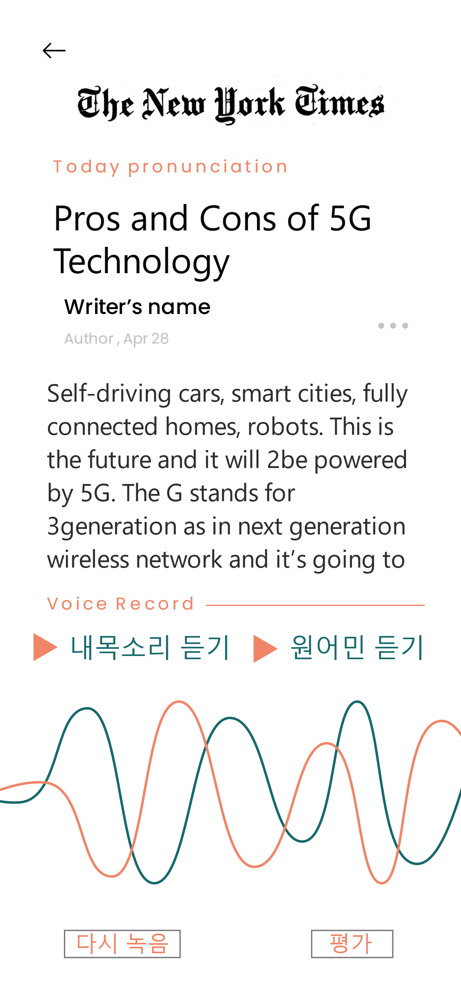 The New York Times
Today pronunciation
Pros and Cons of 5G
Technology
Writer’s name
Author , Apr 28
Self-driving cars, smart cities, fully
connected homes, robots. This is
the future and it will 2be powered
by 5G. The G stands for
3generation as in next generation
wireless network and it’s going to
Voice Record
내목소리 듣기 원어민 듣기
다시 녹음 평가